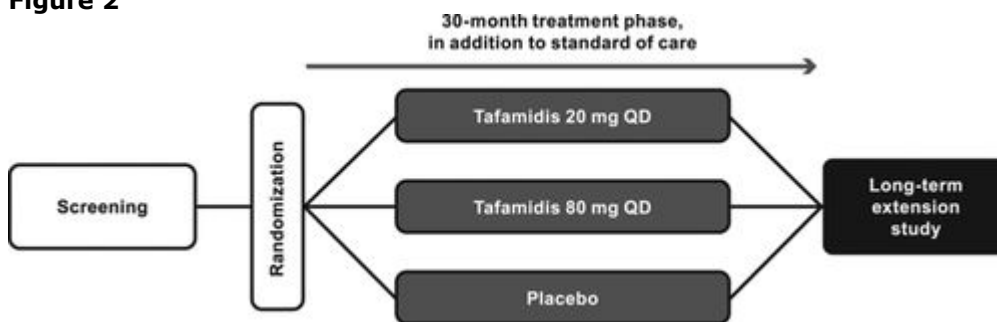 Figure 2
30-month treatment phase,
in addition to standard of care
Screening
Randomization
Tafamidis 20 mg QD
Tafamidis 80 mg QD
Placebo
Long-term
extension
study